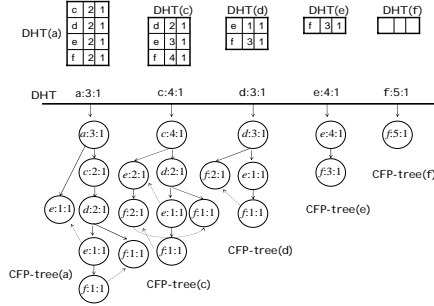 DHT(a)
c 2 1
d 2 1
e 2 1
f 2 1
DHT(c)
d 2 1
e 3 1
f 4 1
DHT(d)
e 1 1
f 3 1
DHT(e)
f 3 1
DHT(f)
DHT a:3:1 c:4:1 d:3:1 e:4:1 f:5:1
a:3:1
c:2:1
e:1:1 d:2:1
e:1:1 f:1:1
f:1:1
CFP-tree(a)
c:4:1
e:2:1 d:2:1
f:2:1 e:1:1 f:1:1
f:1:1
CFP-tree(c)
d:3:1
f:2:1 e:1:1
f:1:1
CFP-tree(d)
e:4:1
f:3:1
CFP-tree(e)
f:5:1
CFP-tree(f)